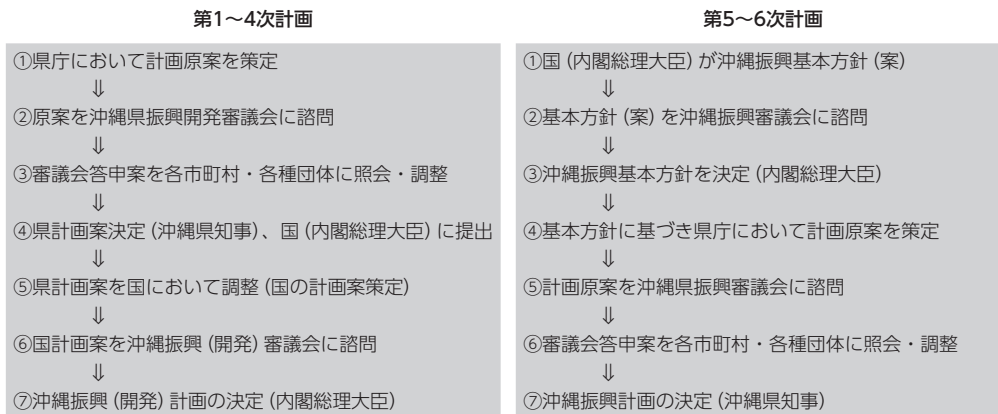 第1～4次計画
①県庁において計画原案を策定
⇓
②原案を沖縄県振興開発審議会に諮問
⇓
③審議会答申案を各市町村・各種団体に照会・調整
⇓
④県計画案決定（沖縄県知事）、国（内閣総理大臣）に提出
⇓
⑤県計画案を国において調整（国の計画案策定）
⇓
⑥国計画案を沖縄振興（開発）審議会に諮問
⇓
⑦沖縄振興（開発）計画の決定（内閣総理大臣）
第5～6次計画
①国（内閣総理大臣）が沖縄振興基本方針（案）
⇓
②基本方針（案）を沖縄振興審議会に諮問
⇓
③沖縄振興基本方針を決定（内閣総理大臣）
⇓
④基本方針に基づき県庁において計画原案を策定
⇓
⑤計画原案を沖縄県振興審議会に諮問
⇓
⑥審議会答申案を各市町村・各種団体に照会・調整
⇓
⑦沖縄振興計画の決定（沖縄県知事）